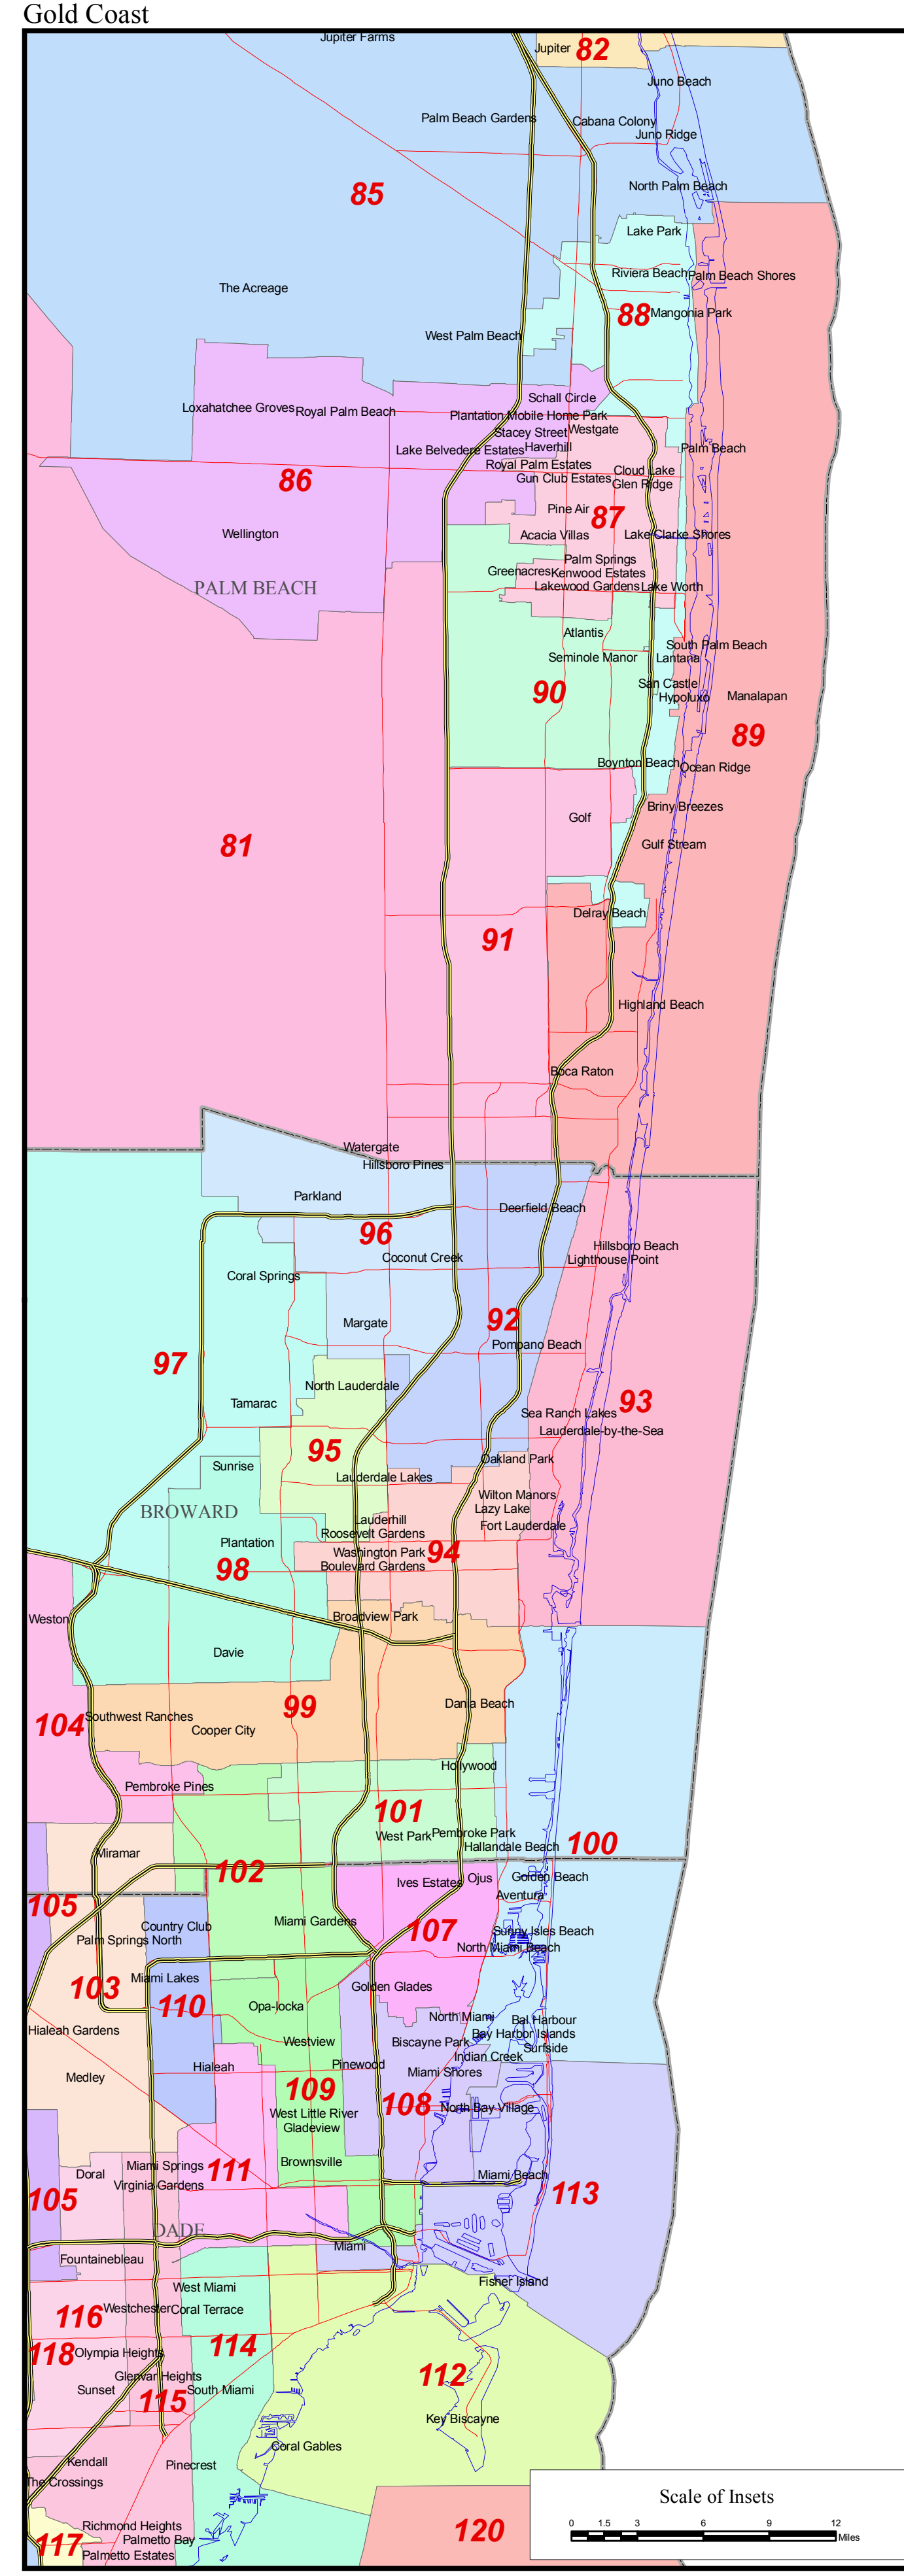 Gold Coast
Jupiter Farms
Jupiter
82
Juno Beach
Palm Beach Gardens
Cabana Colony
Juno Ridge
85
North Palm Beach
Lake Park
Riviera Beach
Palm Beach Shores
The Acreage
88
Mangonia Park
West Palm Beach
Schall Circle
Loxahatchee Groves
Royal Palm Beach
Plantation Mobile Home Park
Stacey Street
Westgate
Lake Belvedere Estates
Haverhill
Palm Beach
Royal Palm Estates
Cloud Lake
86
Gun Club Estates
Glen Ridge
Pine Air
87
Wellington
Acacia Villas
Lake Clarke Shores
Palm Springs
Greenacres
Kenwood Estates
PALM BEACH
Lakewood Gardens
Lake Worth
Atlantis
South Palm Beach
Seminole Manor
Lantana
San Castle
90
Hypoluxo
Manalapan
89
Boynton Beach
Ocean Ridge
Briny Breezes
Golf
81
Gulf Stream
Delray Beach
91
Highland Beach
Boca Raton
Watergate
Hillsboro Pines
Parkland
Deerfield Beach
96
Hillsboro Beach
Coconut Creek
Lighthouse Point
Coral Springs
92
Margate
Pompano Beach
97
North Lauderdale
93
Tamarac
Sea Ranch Lakes
Lauderdale-by-the-Sea
95
Oakland Park
Sunrise
Lauderdale Lakes
Wilton Manors
Lazy Lake
BROWARD
Lauderhill
Fort Lauderdale
Roosevelt Gardens
Plantation
Washington Park
94
98
Boulevard Gardens
Weston
Broadview Park
Davie
99
Dania Beach
104
Southwest Ranches
Cooper City
Hollywood
Pembroke Pines
101
West Park
Pembroke Park
100
Hallandale Beach
Miramar
102
Ives Estates
Ojus
Golden Beach
105
Aventura
Country Club
Miami Gardens
107
Sunny Isles Beach
Palm Springs North
North Miami Beach
Miami Lakes
103
Golden Glades
110
Opa-locka
North Miami
Bal Harbour
Hialeah Gardens
Westview
Biscayne Park
Bay Harbor Islands
Surfside
Indian Creek
Hialeah
Pinewood
Medley
Miami Shores
109
108
North Bay Village
West Little River
Gladeview
Brownsville
Miami Springs
111
Doral
Miami Beach
Virginia Gardens
105
113
DADE
Miami
Fountainebleau
Fisher Island
West Miami
116
Westchester
Coral Terrace
114
118
Olympia Heights
Glenvar Heights
112
Sunset
115
South Miami
Key Biscayne
Coral Gables
Kendall
Pinecrest
The Crossings
Scale of Insets
Richmond Heights
0 1.5 3 6 9 12
Miles
120
117
Palmetto Bay
Palmetto Estates